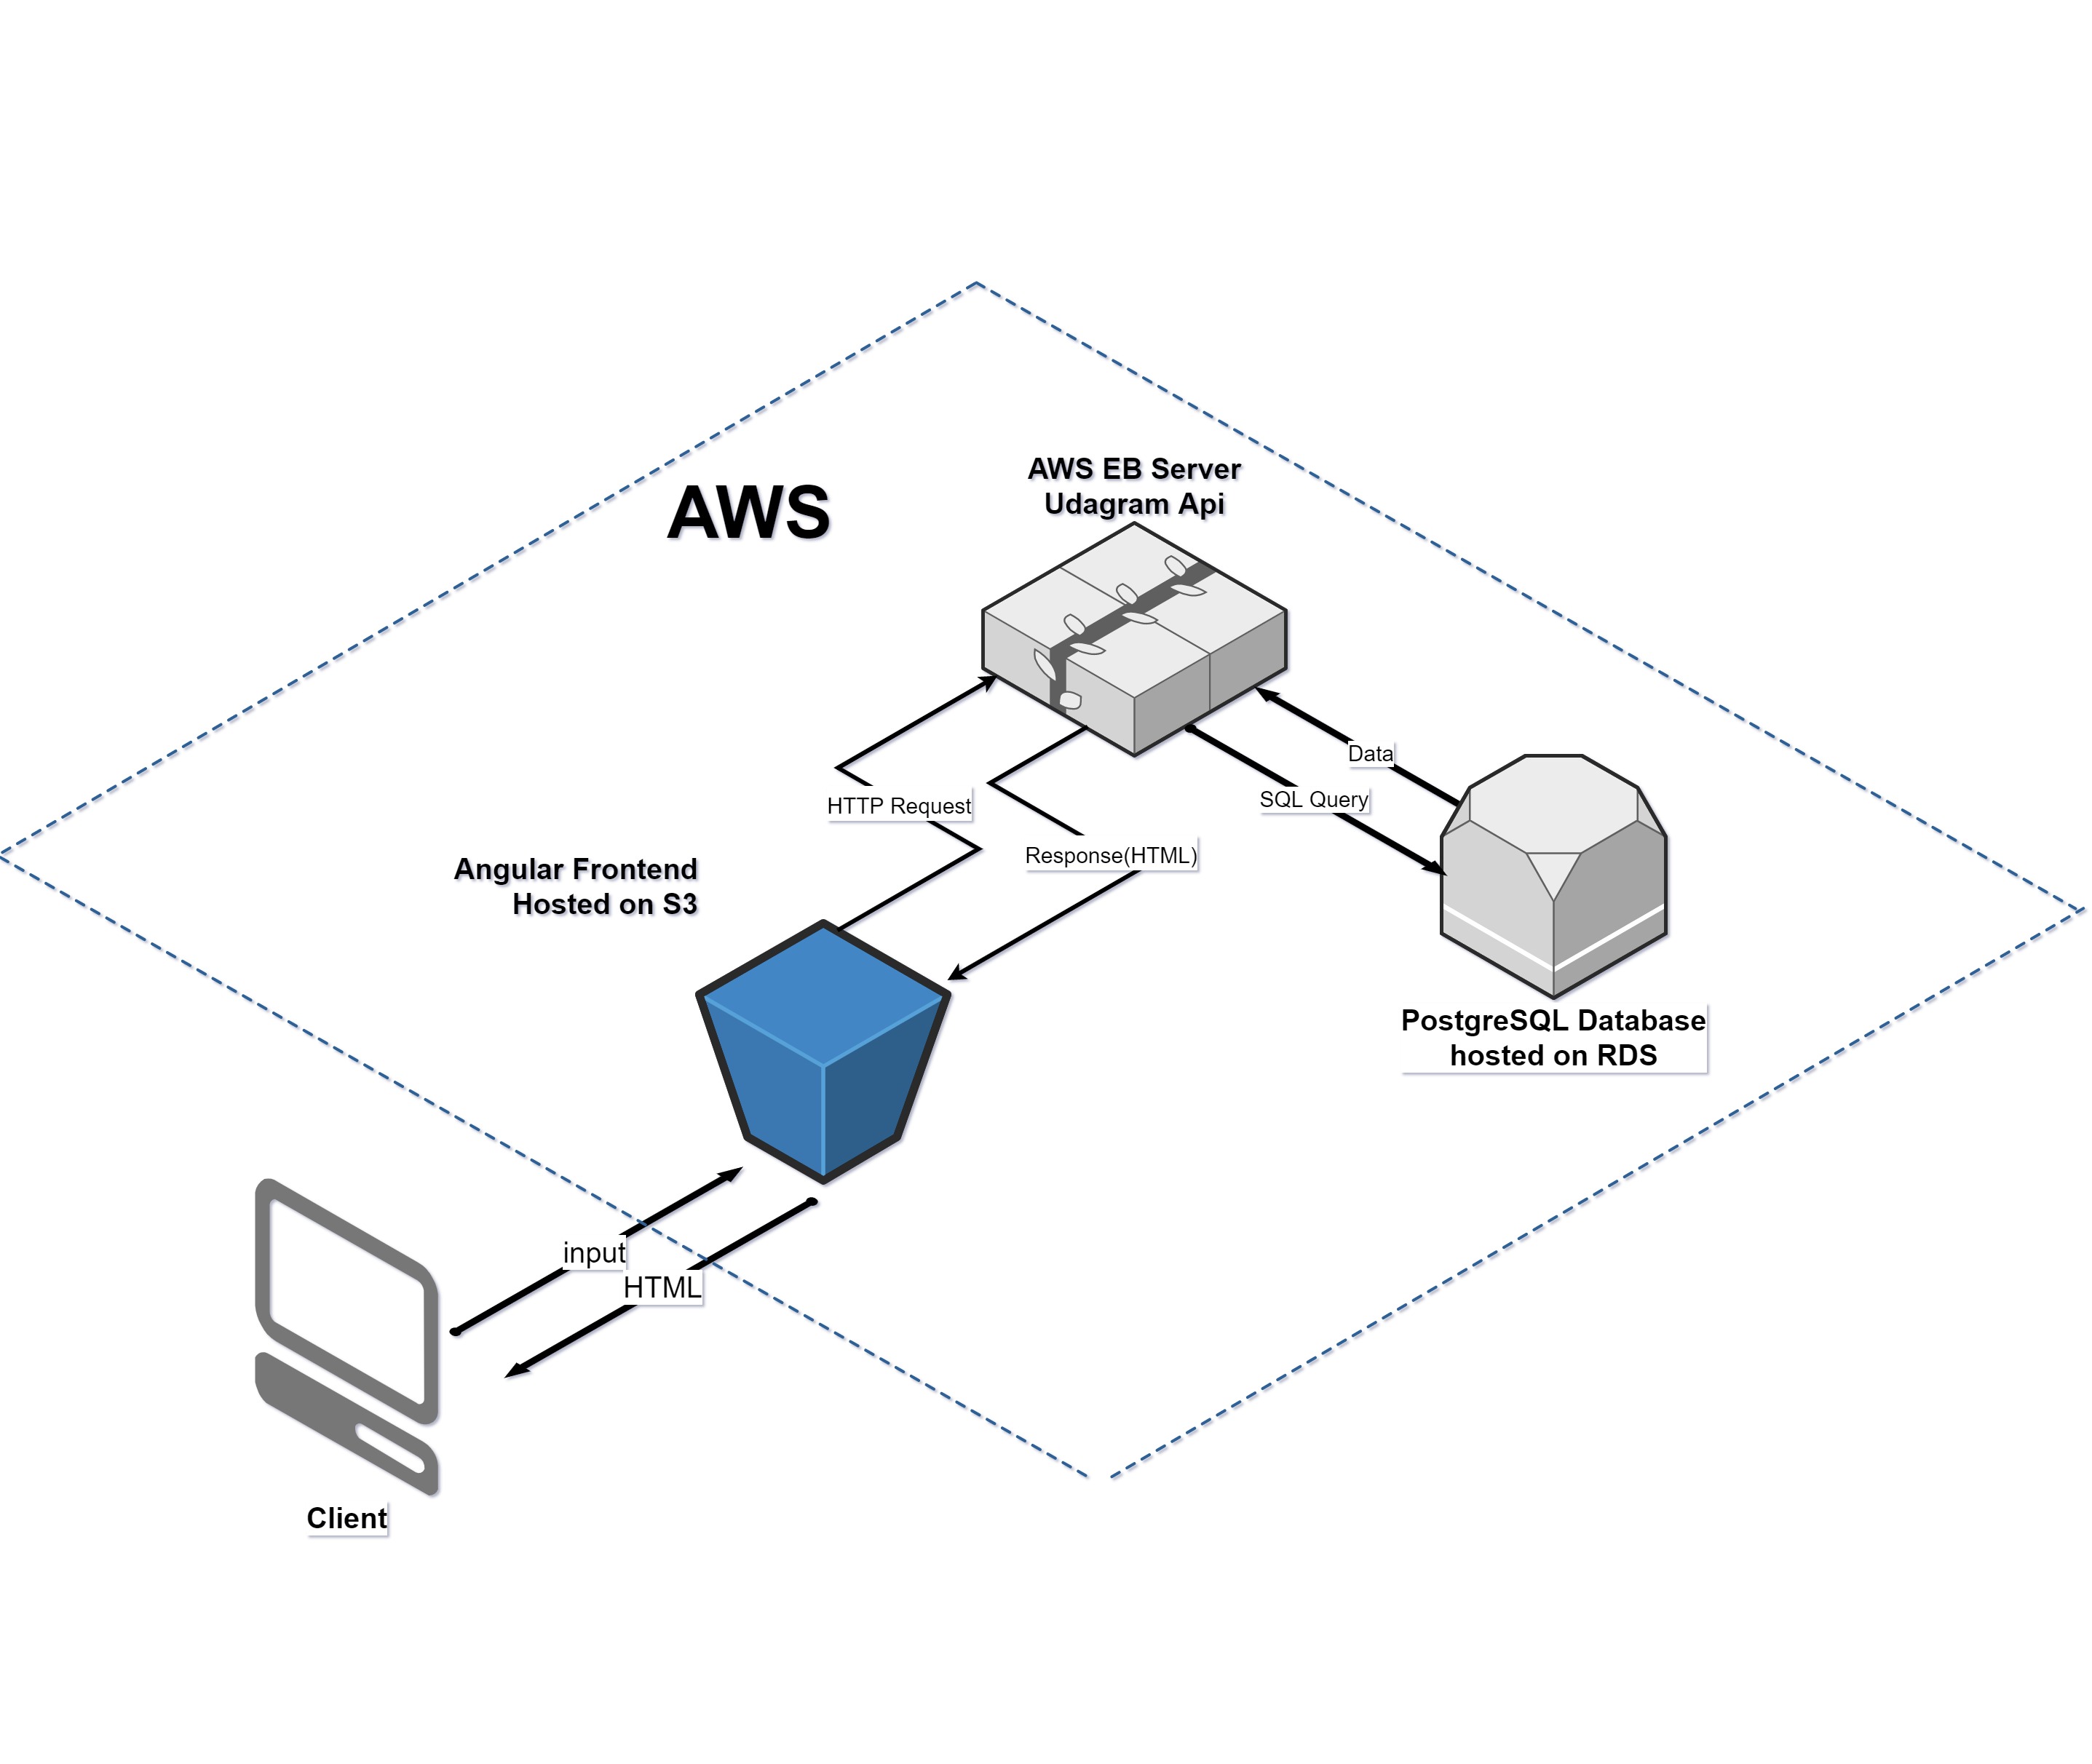 AWS EB Server
Udagram Api
AWS
Data
SQL Query
HTTP Request
Response(HTML)
Angular Frontend
Hosted on S3
PostgreSQL Database
hosted on RDS
input
HTML
Client